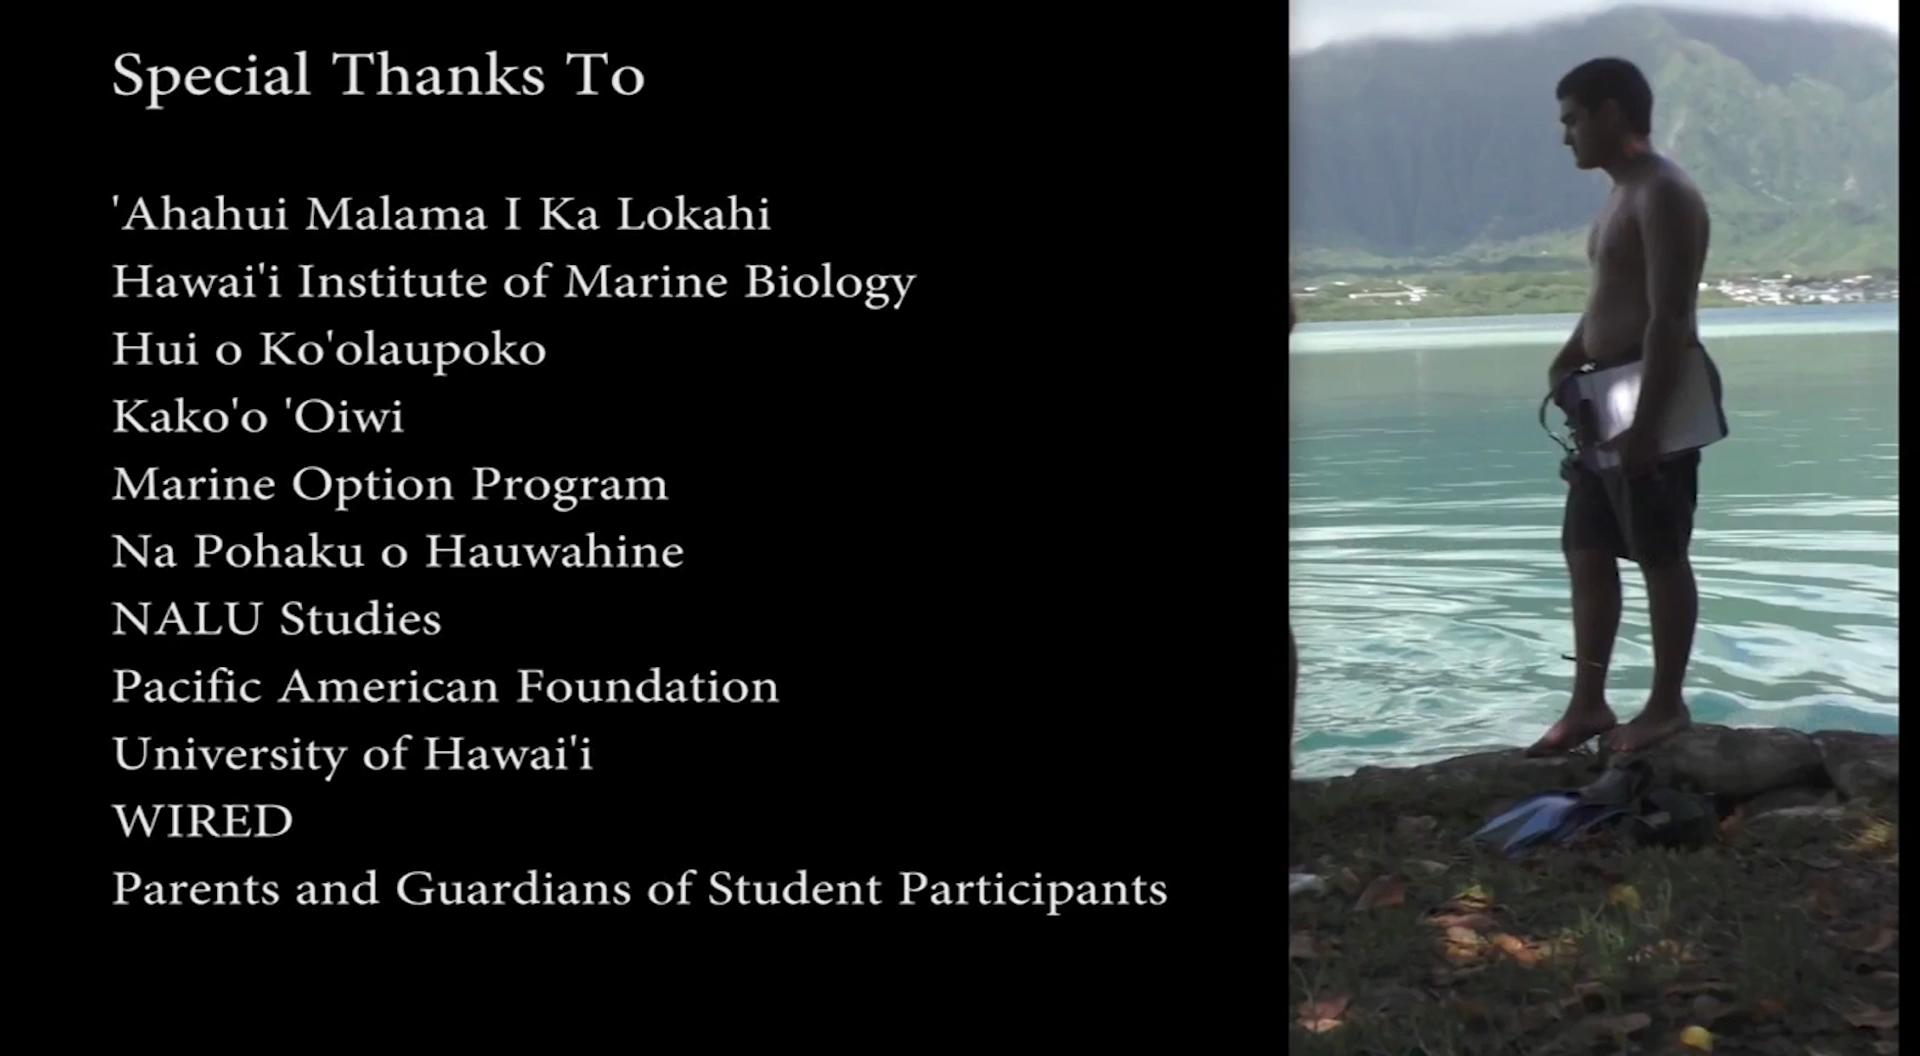 Special Thanks To
'Ahahui Malama I Ka Lokahi
Hawai'i Institute of Marine Biology
Hui o Ko'olaupoko
Kako'o 'Oiwi
Marine Option Program
Na Pohaku o Hauwahine
NALU Studies
Pacific American Foundation
University of Hawai'i
WIRED
Parents and Guardians of Student Participants